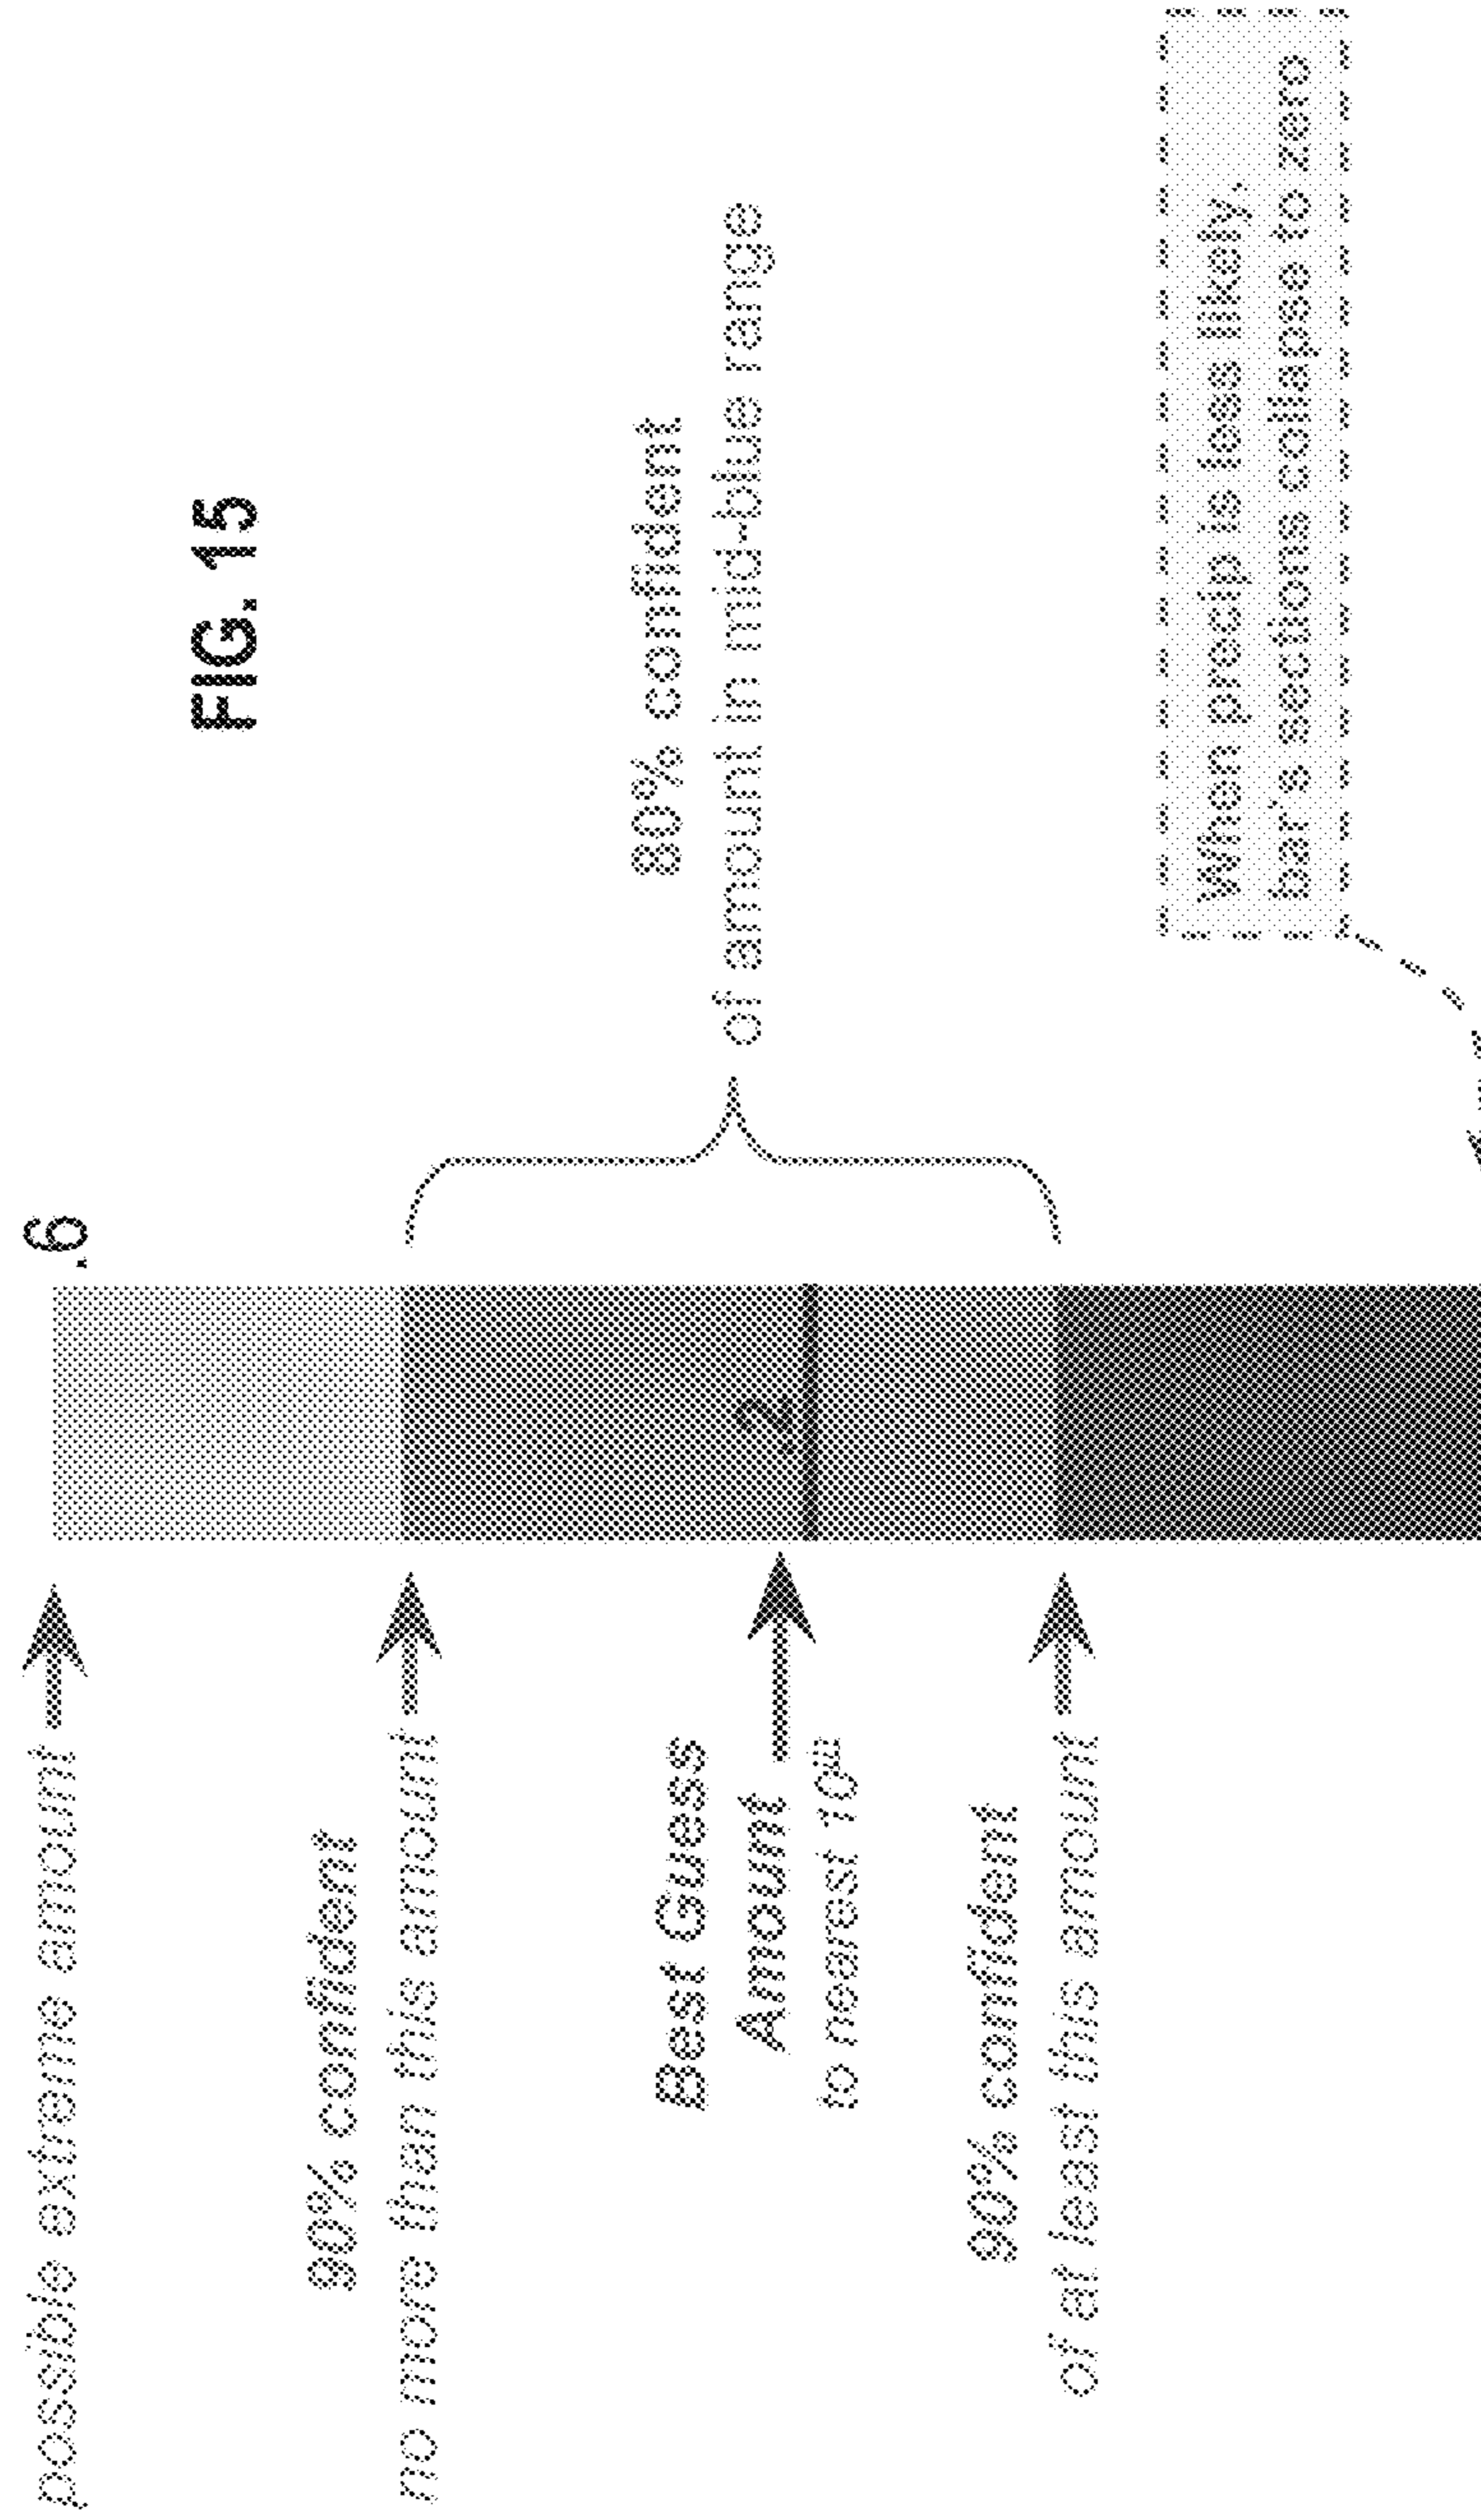 FIG. 15
possible extreme amount
.6
90% confident
no more than this amount
80% confident
of amount in mid-blue range
Best Guess
Amount
to nearest 10th
.2
90% confident
of at least this amount
When precip is less likely,
bar's sections collapse to zero